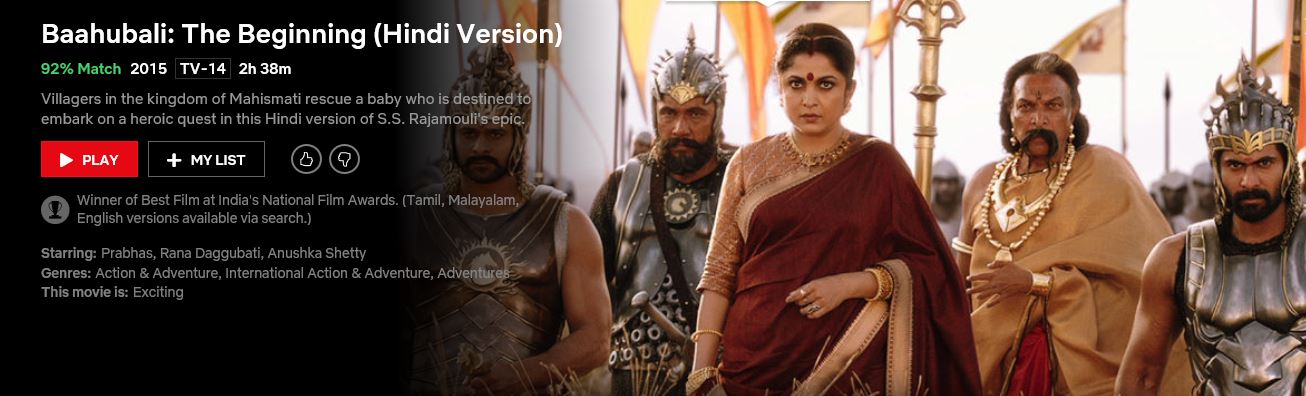 Baahubali: The Beginning (Hindi Version)
92% Match 2015 TV-14 2h 38m
Villagers in the kingdom of Mahismati rescue a baby who is destined to
embark on a heroic quest in this Hindi version of S.S. Rajamouli's epic.
PLAY MY LIST
Winner of Best Film at India's National Film Awards. (Tamil, Malayalam,
English versions available via search.)
Starring: Prabhas, Rana Daggubati, Anushka Shetty
Genres: Action & Adventure, International Action & Adventure, Adventures
This movie is: Exciting